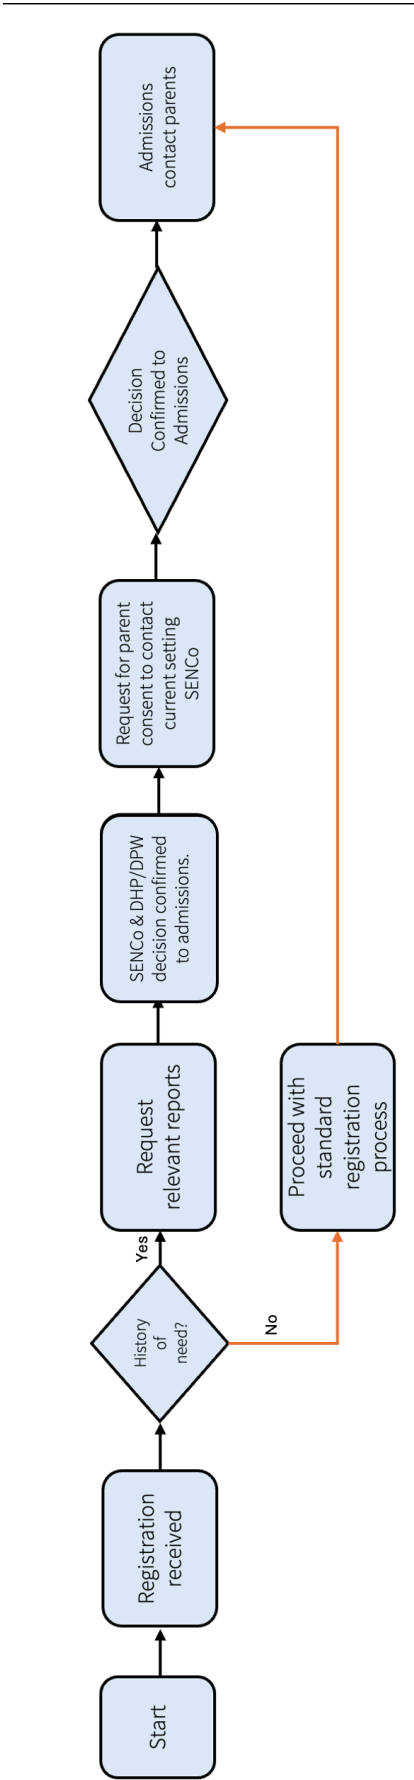 Start
Registration
received
History
of
need?
Yes
Request
relevant reports
SENCo & DHP/DPW
decision confirmed
to admissions.
Request for parent
consent to contact
current setting
SENCo
Decision
Confirmed to
Admissions
Admissions
contact parents
No
Proceed with
standard
registration
process